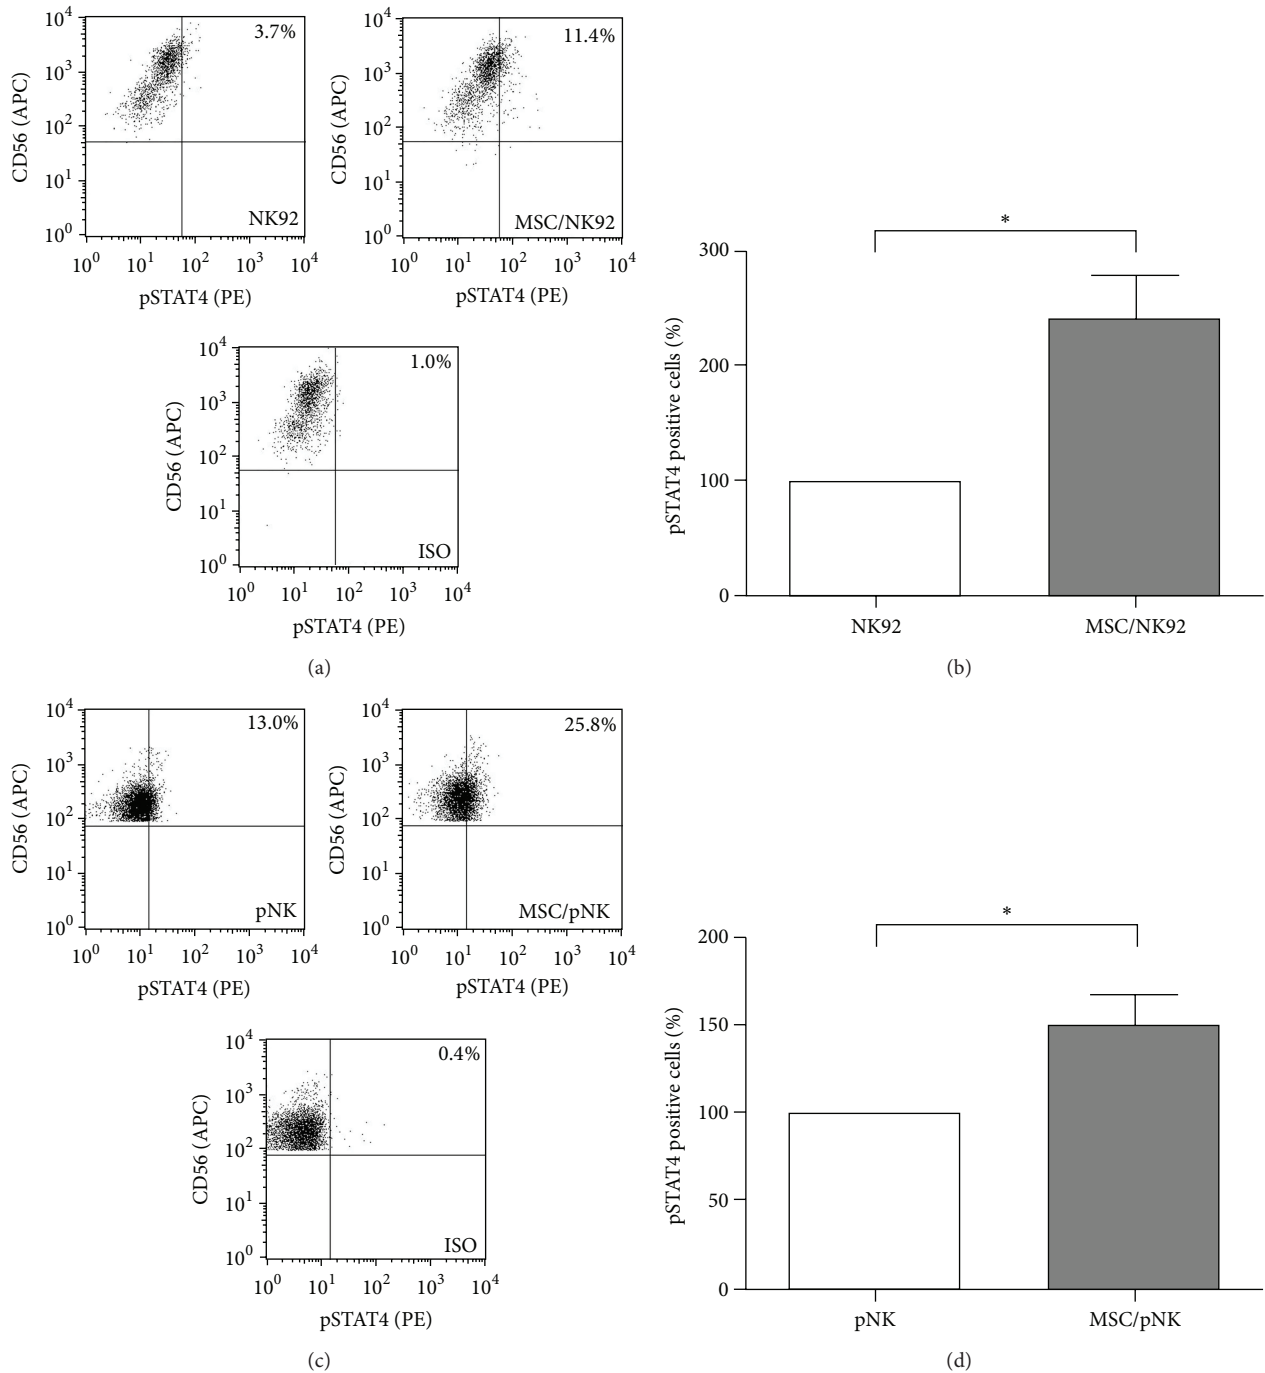 10⁴
10³
10²
10¹
10⁰
CD56 (APC)
3.7%
NK92
10⁰ 10¹ 10² 10³ 10⁴
pSTAT4 (PE)
10⁴
10³
10²
10¹
10⁰
CD56 (APC)
11.4%
MSC/NK92
10⁰ 10¹ 10² 10³ 10⁴
pSTAT4 (PE)
10⁴
10³
10²
10¹
10⁰
CD56 (APC)
1.0%
ISO
10⁰ 10¹ 10² 10³ 10⁴
pSTAT4 (PE)
(a)
*
300
200
100
0
pSTAT4 positive cells (%)
NK92 MSC/NK92
(b)
10⁴
10³
10²
10¹
10⁰
CD56 (APC)
13.0%
pNK
10⁰ 10¹ 10² 10³ 10⁴
pSTAT4 (PE)
10⁴
10³
10²
10¹
10⁰
CD56 (APC)
25.8%
MSC/pNK
10⁰ 10¹ 10² 10³ 10⁴
pSTAT4 (PE)
10⁴
10³
10²
10¹
10⁰
CD56 (APC)
0.4%
ISO
10⁰ 10¹ 10² 10³ 10⁴
pSTAT4 (PE)
(c)
*
200
150
100
50
0
pSTAT4 positive cells (%)
pNK MSC/pNK
(d)